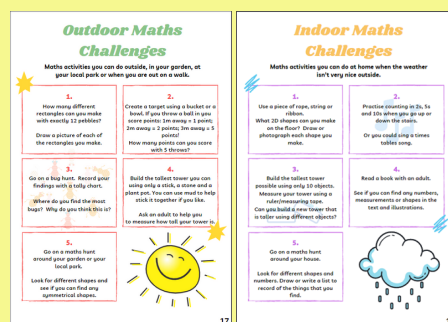 Outdoor Maths
Challenges
Maths activities you can do outside, in your garden, at
your local park or when you are out on a walk.
1.
How many different
rectangles can you make
with exactly 12 pebbles?
Draw a picture of each of
the rectangles you make.
2.
Create a target using a bucket or a
bowl. If you throw a ball in you
score points: 1m away = 1 point;
2m away = 2 points; 3m away = 5
points!
How many points can you score
with 5 throws?
3.
Go on a bug hunt. Record your
findings with a tally chart.
Where do you find the most
bugs? Why do you think this is?
4.
Build the tallest tower you can
using only a stick, a stone and a
plant pot. You can use mud to help
stick it together if you like.
Ask an adult to help you
to measure how tall your tower is.
5.
Go on a maths hunt
around your garden or your
local park.
Look for different shapes and
see if you can find any
symmetrical shapes.
17
Indoor Maths
Challenges
Maths activities you can do at home when the weather
isn't very nice outside.
1.
Use a piece of rope, string or
ribbon.
What 2D shapes can you make
on the floor? Draw or
photograph each shape you
make.
2.
Practise counting in 2s, 5s
and 10s when you go up or
down the stairs.
Or you could sing a times
tables song.
3.
Build the tallest tower
possible using only 10 objects.
Measure your tower using a
ruler/measuring tape.
Can you build a new tower that
is taller using different objects?
4.
Read a book with an adult.
See if you can find any numbers,
measurements or shapes in the
text and illustrations.
5.
Go on a maths hunt
around your house.
Look for different shapes and
numbers. Draw or write a list to
record of the things that you
find.